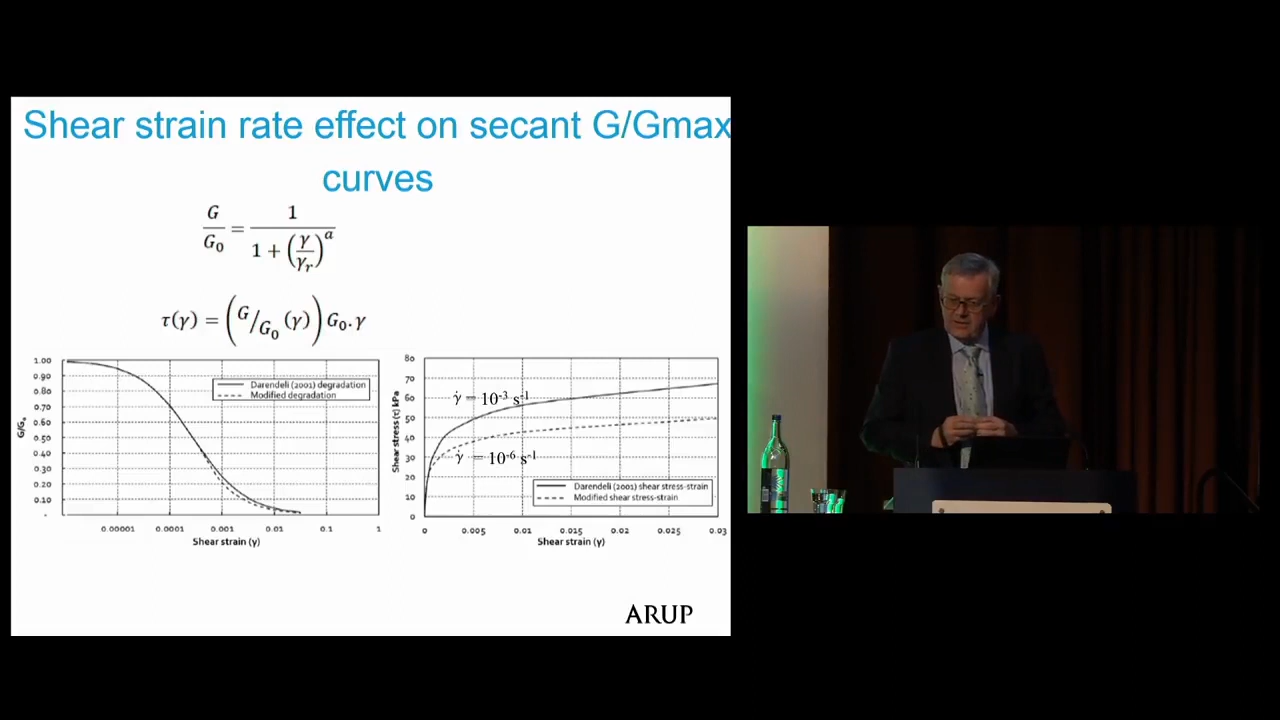 Shear strain rate effect on secant G/Gmax
curves
G/G₀ = 1/(1 + (γ/γᵣ)ᵃ)
τ(γ) = (G/G₀ (γ)) G₀.γ
1.00
0.90
0.80
0.70
0.60
0.50
0.40
0.30
0.20
0.10
-
G/G₀
Darendeli (2001) degradation
Modified degradation
0.00001 0.0001 0.001 0.01 0.1 1
Shear strain (γ)
80
70
60
50
40
30
20
10
0
Shear stress (τ) kPa
γ̇ = 10⁻³ s⁻¹
γ̇ = 10⁻⁶ s⁻¹
Darendeli (2001) shear stress-strain
Modified shear stress-strain
0 0.005 0.01 0.015 0.02 0.025 0.03
Shear strain (γ)
ARUP